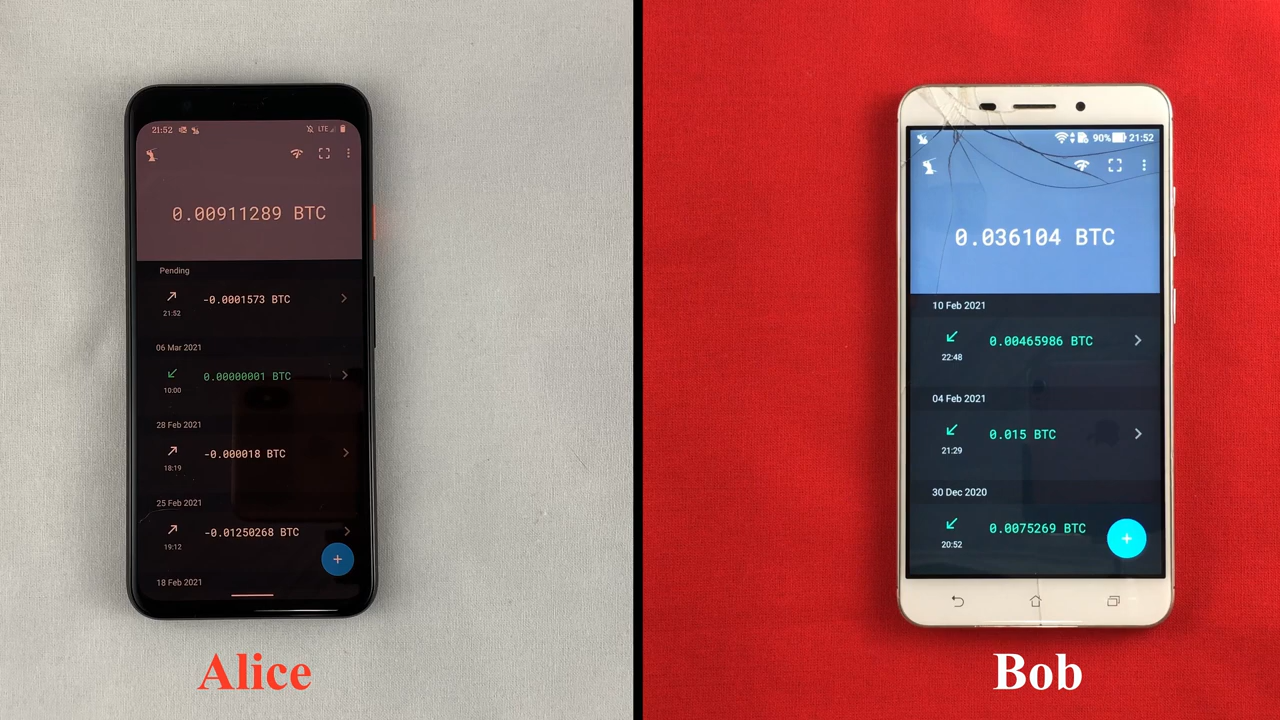 21:52
LTE
0.00911289 BTC
Pending
-0.0001573 BTC
21:52
06 Mar 2021
0.00000001 BTC
10:00
28 Feb 2021
-0.000018 BTC
18:19
25 Feb 2021
-0.01250268 BTC
19:12
+
18 Feb 2021
Alice
90% 21:52
0.036104 BTC
10 Feb 2021
0.00465986 BTC
22:48
04 Feb 2021
0.015 BTC
21:29
30 Dec 2020
0.0075269 BTC
20:52
+
Bob